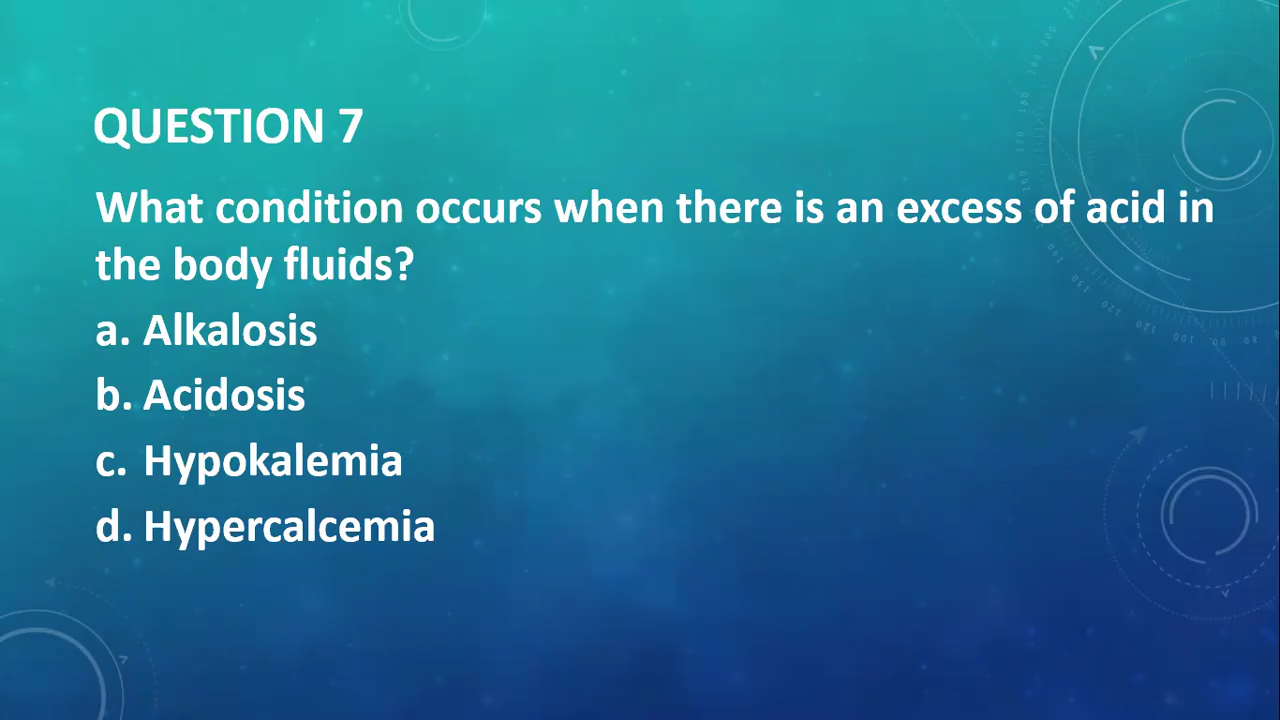 QUESTION 7
What condition occurs when there is an excess of acid in
the body fluids?
a. Alkalosis
b. Acidosis
c. Hypokalemia
d. Hypercalcemia